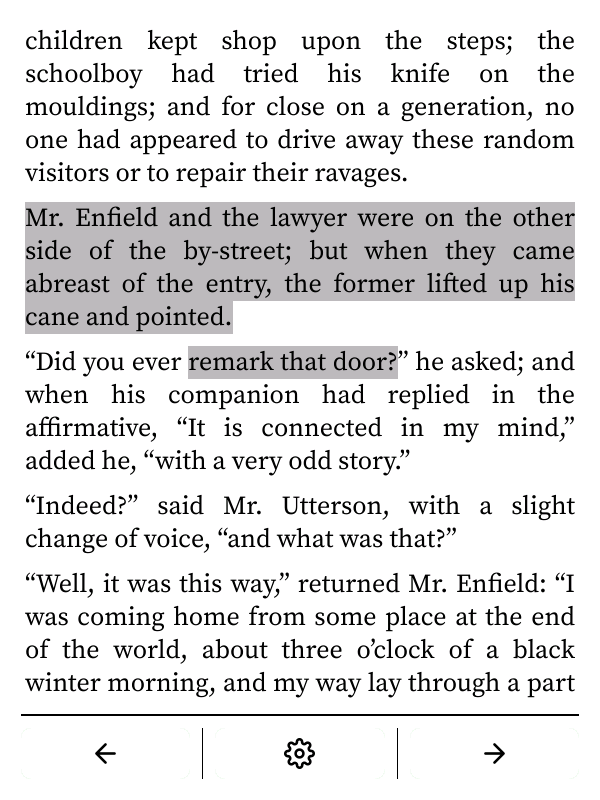 children kept shop upon the steps; the
schoolboy had tried his knife on the
mouldings; and for close on a generation, no
one had appeared to drive away these random
visitors or to repair their ravages.
Mr. Enfield and the lawyer were on the other
side of the by-street; but when they came
abreast of the entry, the former lifted up his
cane and pointed.
“Did you ever remark that door?” he asked; and
when his companion had replied in the
affirmative, “It is connected in my mind,”
added he, “with a very odd story.”
“Indeed?” said Mr. Utterson, with a slight
change of voice, “and what was that?”
“Well, it was this way,” returned Mr. Enfield: “I
was coming home from some place at the end
of the world, about three o’clock of a black
winter morning, and my way lay through a part